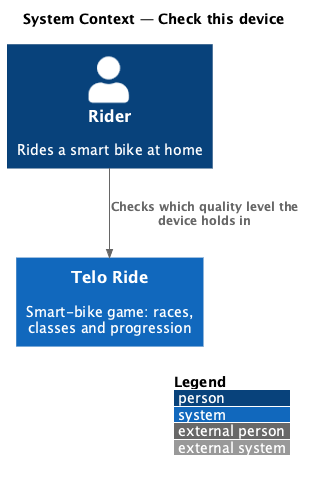 System Context — Check this device
Rider
Rides a smart bike at home
Checks which quality level the
device holds in
Telo Ride
Smart-bike game: races,
classes and progression
Legend
person
system
external person
external system